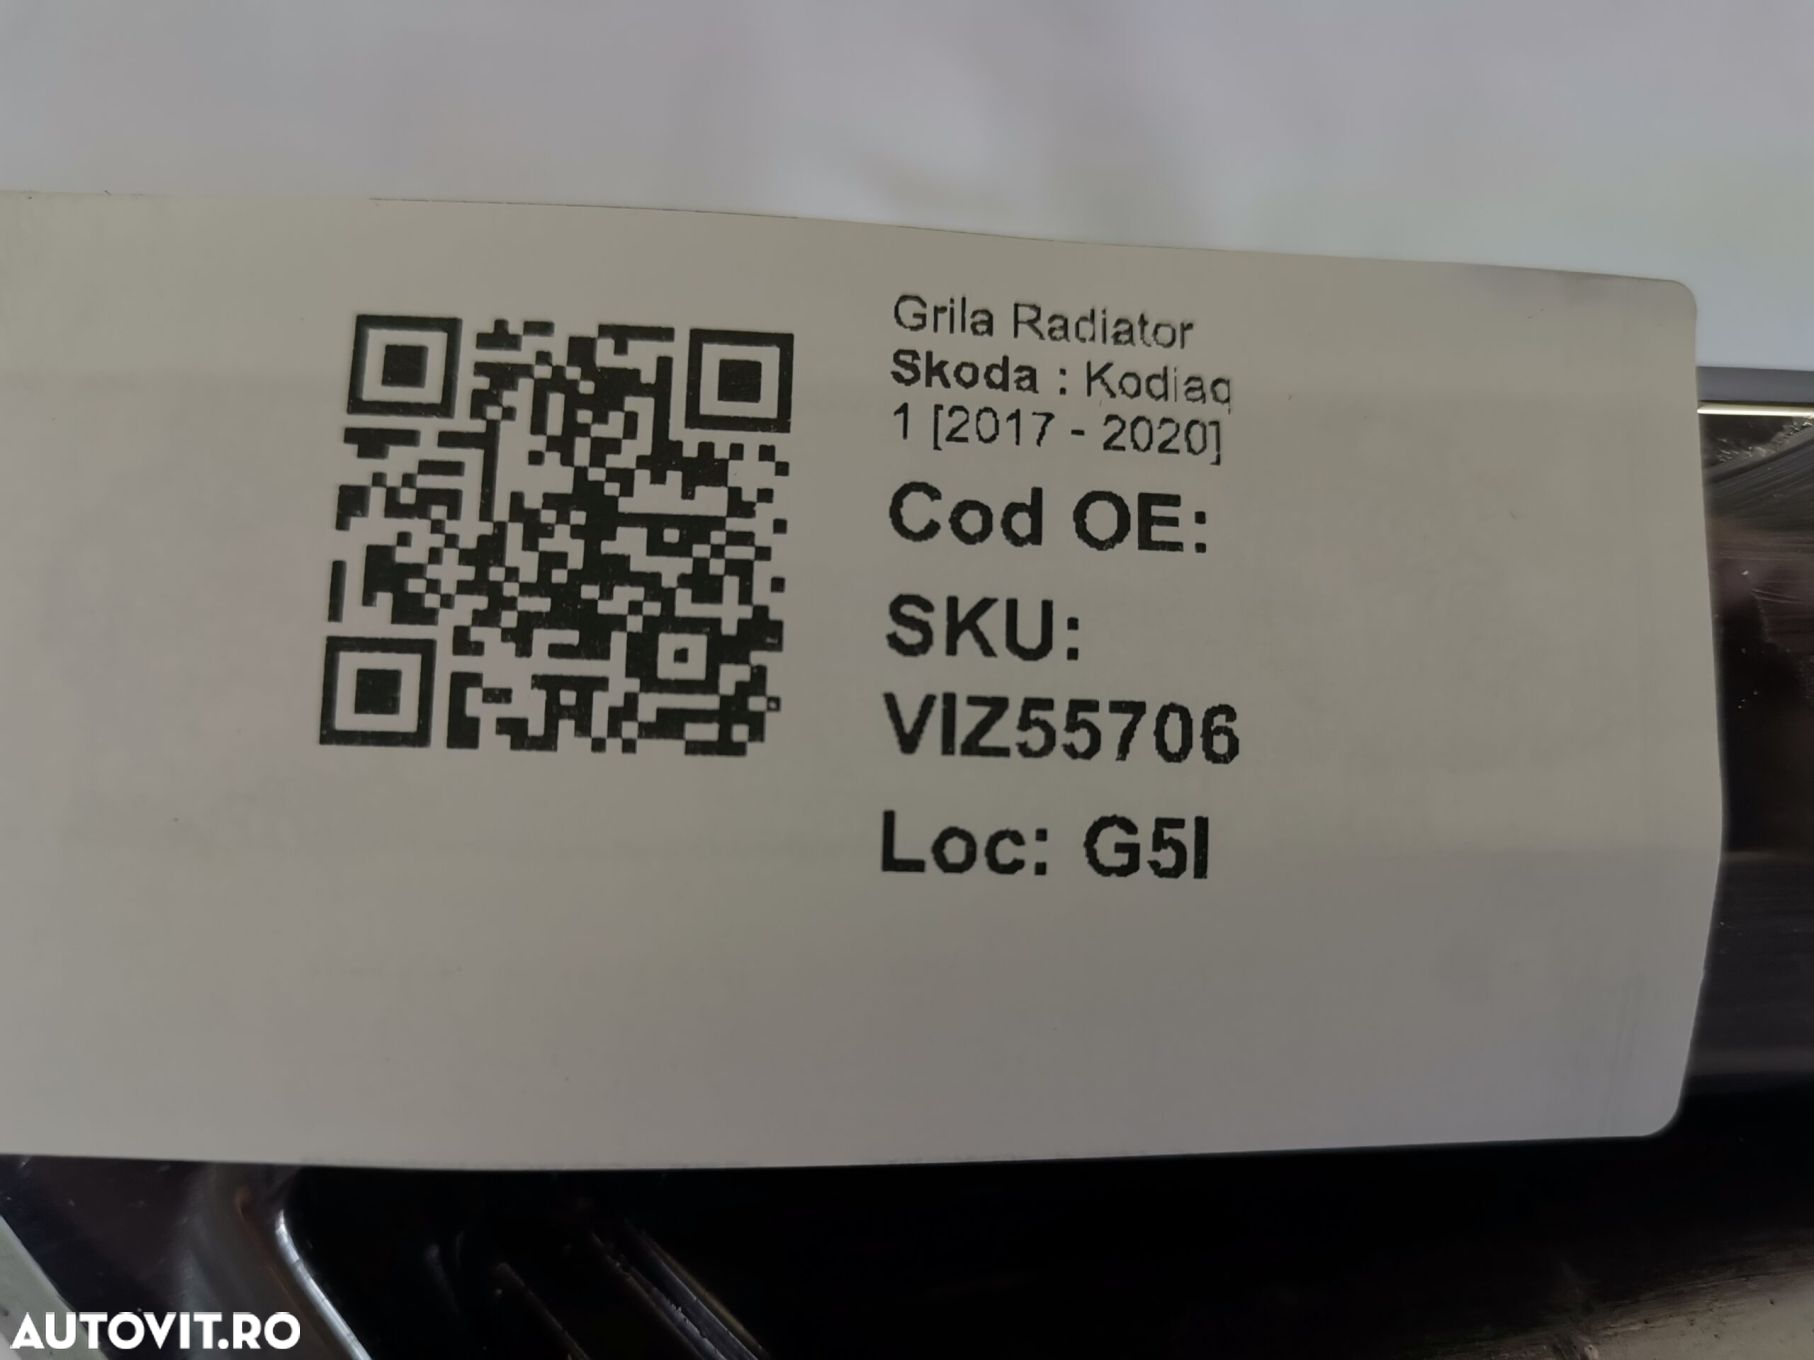 Grila Radiator
Skoda : Kodiaq
1 [2017 - 2020]
Cod OE:
SKU:
VIZ55706
Loc: G5I
AUTOVIT.RO